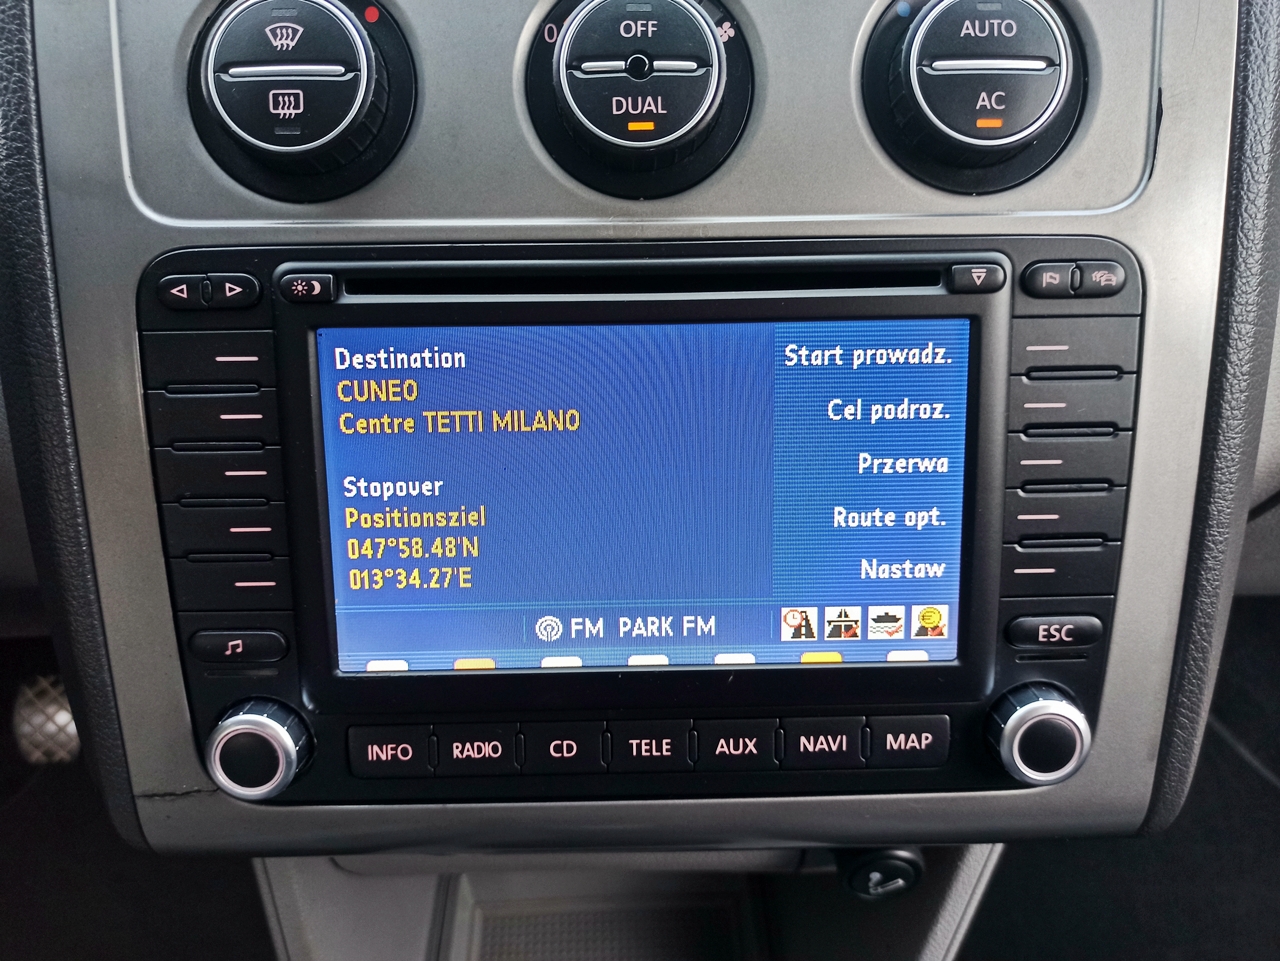 OFF
AUTO
0
DUAL
AC
Destination
Start prowadz.
CUNEO
Centre TETTI MILANO
Cel podroz.
Przerwa
Stopover
Positionsziel
Route opt.
047°58.48'N
013°34.27'E
Nastaw
FM PARK FM
ESC
INFO
RADIO
CD
TELE
AUX
NAVI
MAP